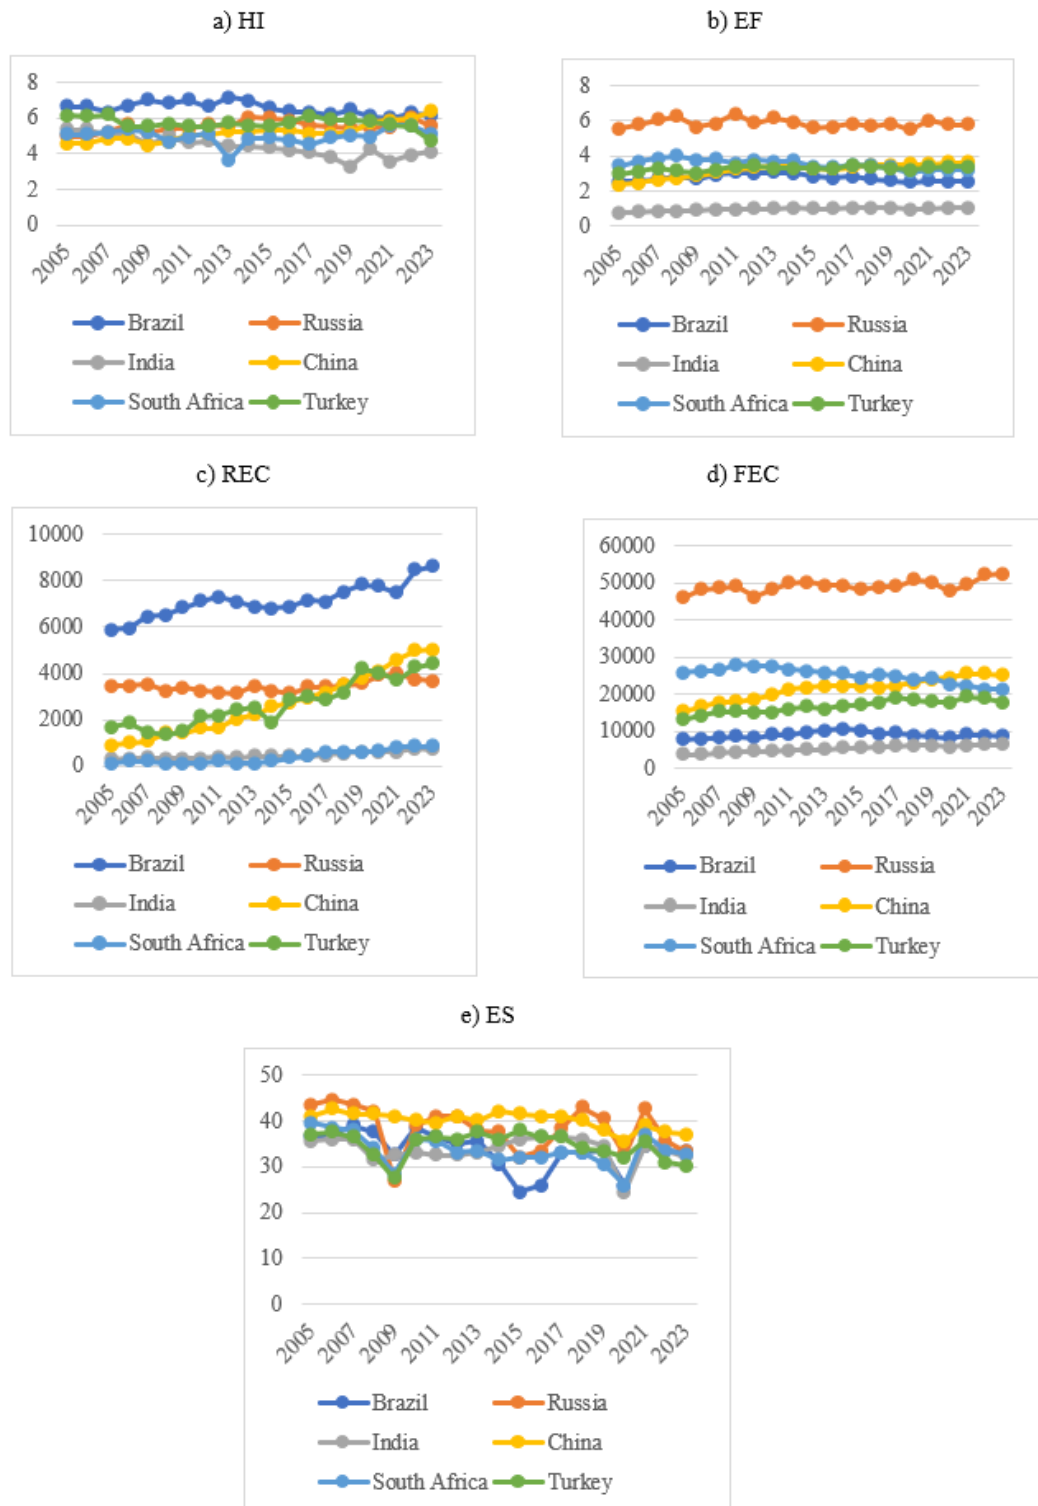 a) HI
b) EF
8
6
4
2
0
2005 2007 2009 2011 2013 2015 2017 2019 2021 2023
Brazil Russia
India China
South Africa Turkey
8
6
4
2
0
2005 2007 2009 2011 2013 2015 2017 2019 2021 2023
Brazil Russia
India China
South Africa Turkey
c) REC
d) FEC
10000
8000
6000
4000
2000
0
2005 2007 2009 2011 2013 2015 2017 2019 2021 2023
Brazil Russia
India China
South Africa Turkey
60000
50000
40000
30000
20000
10000
0
2005 2007 2009 2011 2013 2015 2017 2019 2021 2023
Brazil Russia
India China
South Africa Turkey
e) ES
50
40
30
20
10
0
2005 2007 2009 2011 2013 2015 2017 2019 2021 2023
Brazil Russia
India China
South Africa Turkey